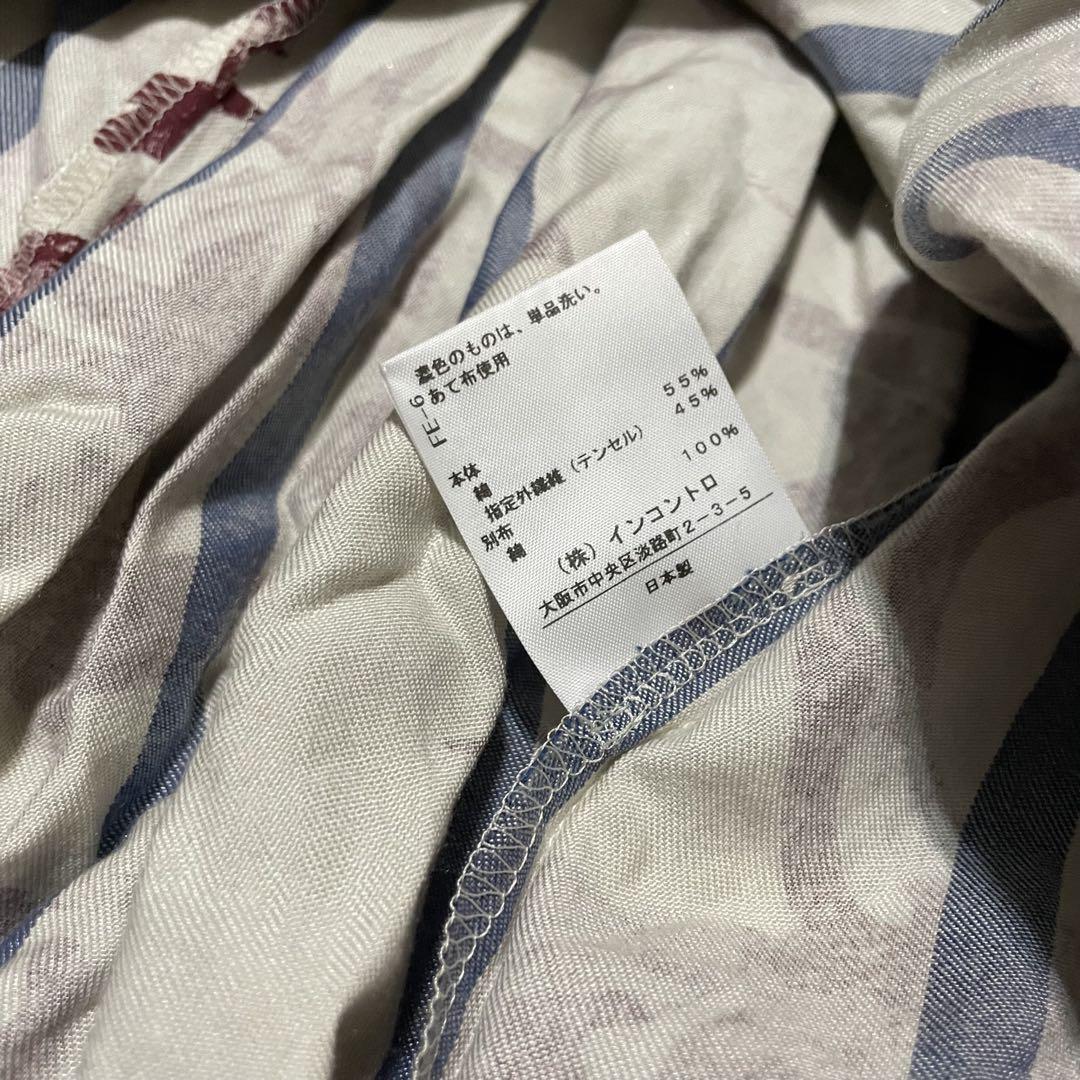 濃色のものは、単品洗い。
あて布使用
FE-6
本体
綿 55%
指定外繊維(テンセル) 45%
別布
綿 100%
(株)インコントロ
大阪市中央区淡路町2-3-5
日本製